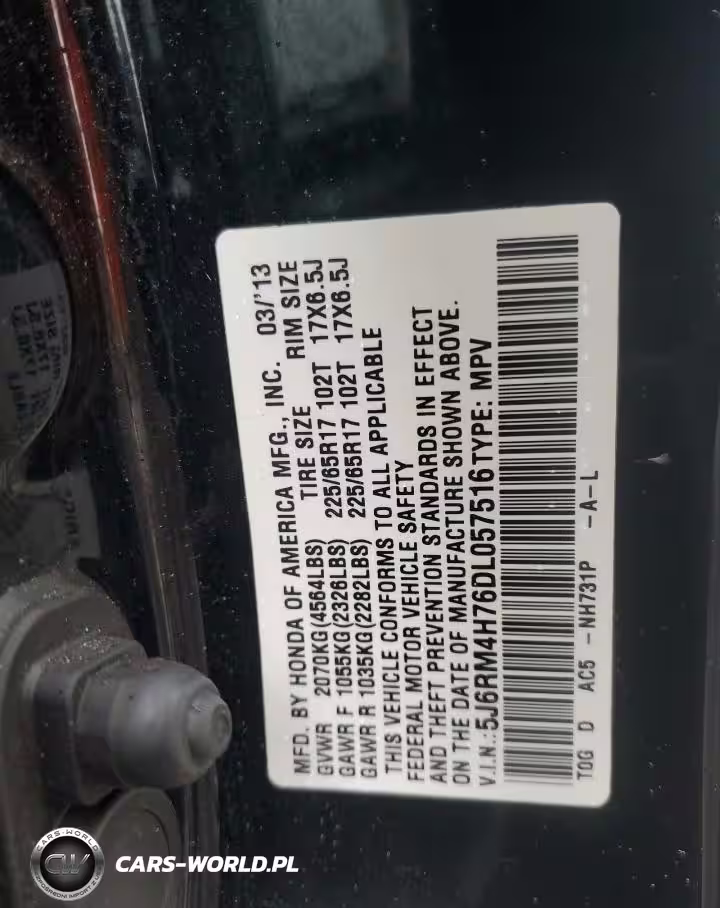 MFD. BY HONDA OF AMERICA MFG., INC. 03/'13
GVWR 2070KG(4564LBS) TIRE SIZE RIM SIZE
GAWR F 1055KG(2326LBS) 225/65R17 102T 17X6.5J
GAWR R 1035KG(2282LBS) 225/65R17 102T 17X6.5J
THIS VEHICLE CONFORMS TO ALL APPLICABLE
FEDERAL MOTOR VEHICLE SAFETY
AND THEFT PREVENTION STANDARDS IN EFFECT
ON THE DATE OF MANUFACTURE SHOWN ABOVE.
V.I.N.:5J6RM4H76DL057516 TYPE: MPV
TOG D AC5 -NH731P -A-L
CARS-WORLD
CW
CARS-WORLD.PL